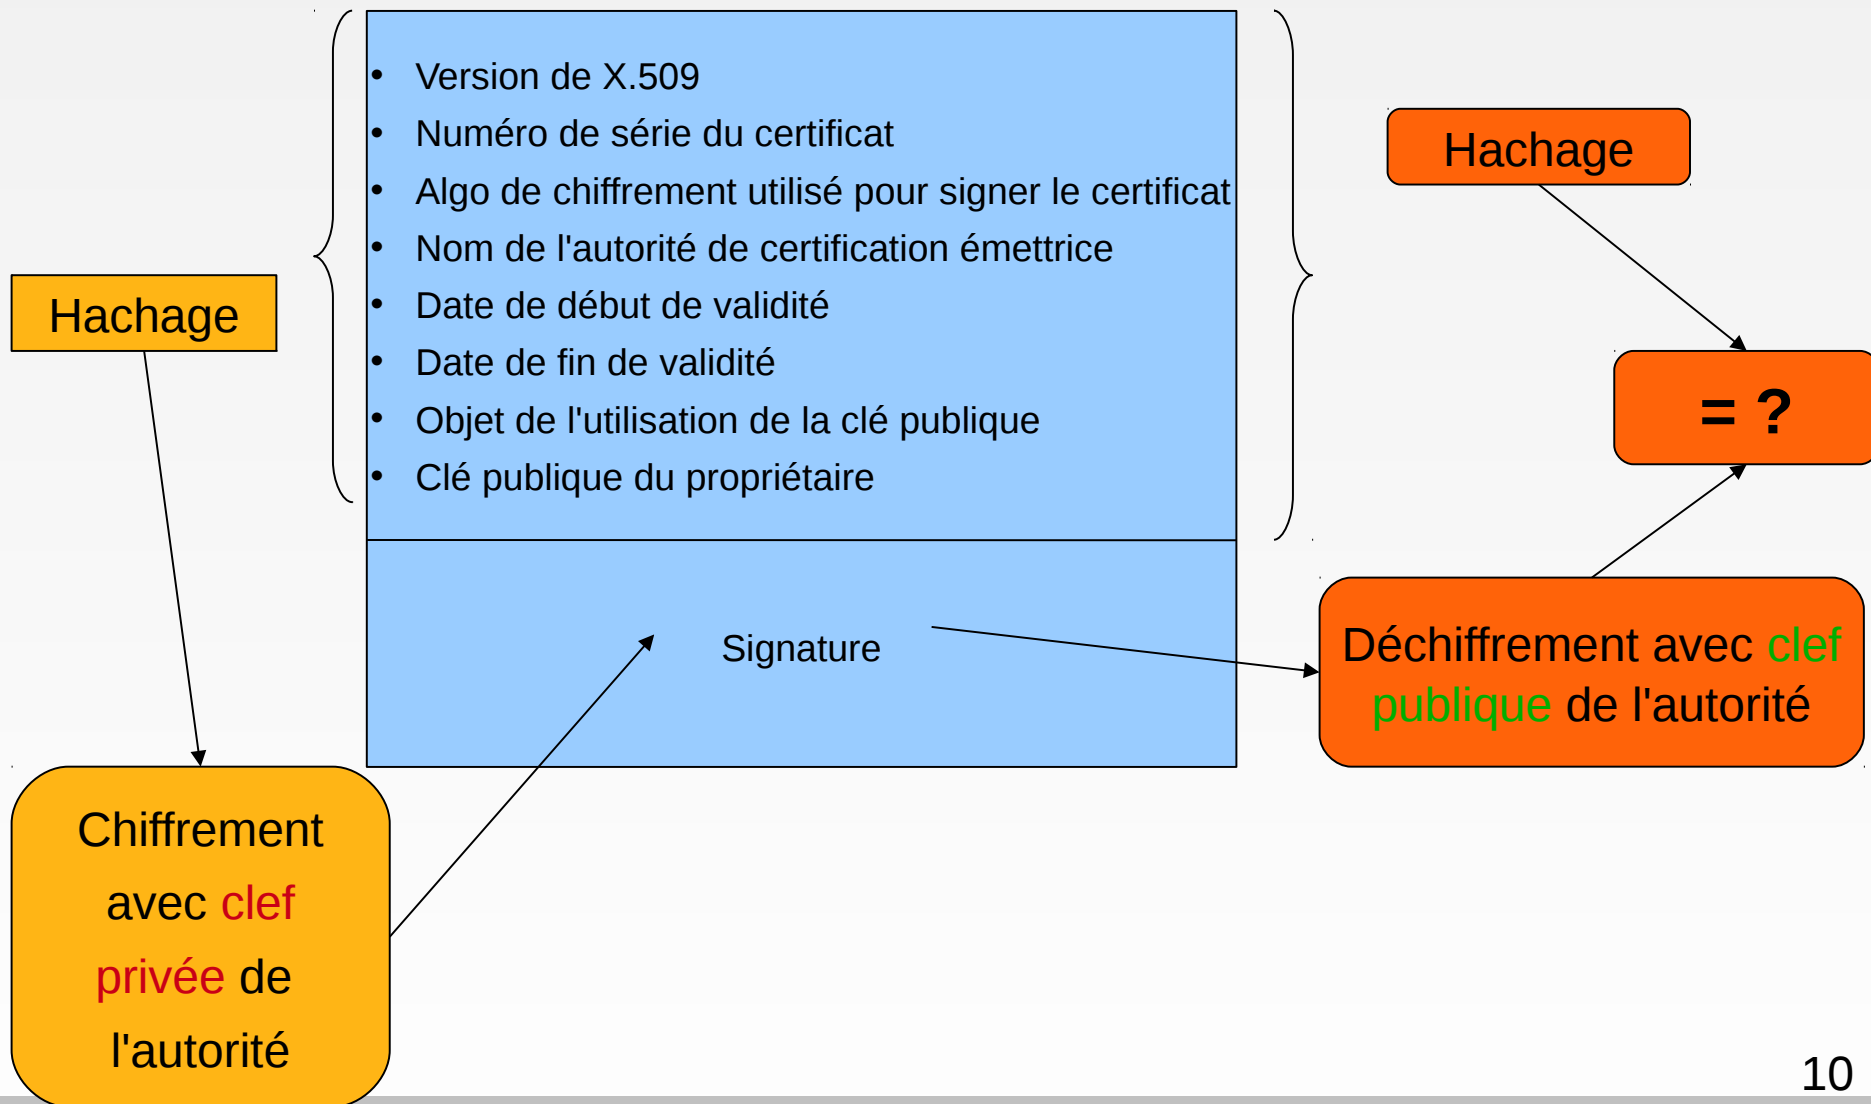 Version de X.509
Numéro de série du certificat
Algo de chiffrement utilisé pour signer le certificat
Nom de l'autorité de certification émettrice
Date de début de validité
Date de fin de validité
Objet de l'utilisation de la clé publique
Clé publique du propriétaire
Signature
Hachage
Chiffrement
avec clef
privée de
l'autorité
Hachage
= ?
Déchiffrement avec clef
publique de l'autorité
10